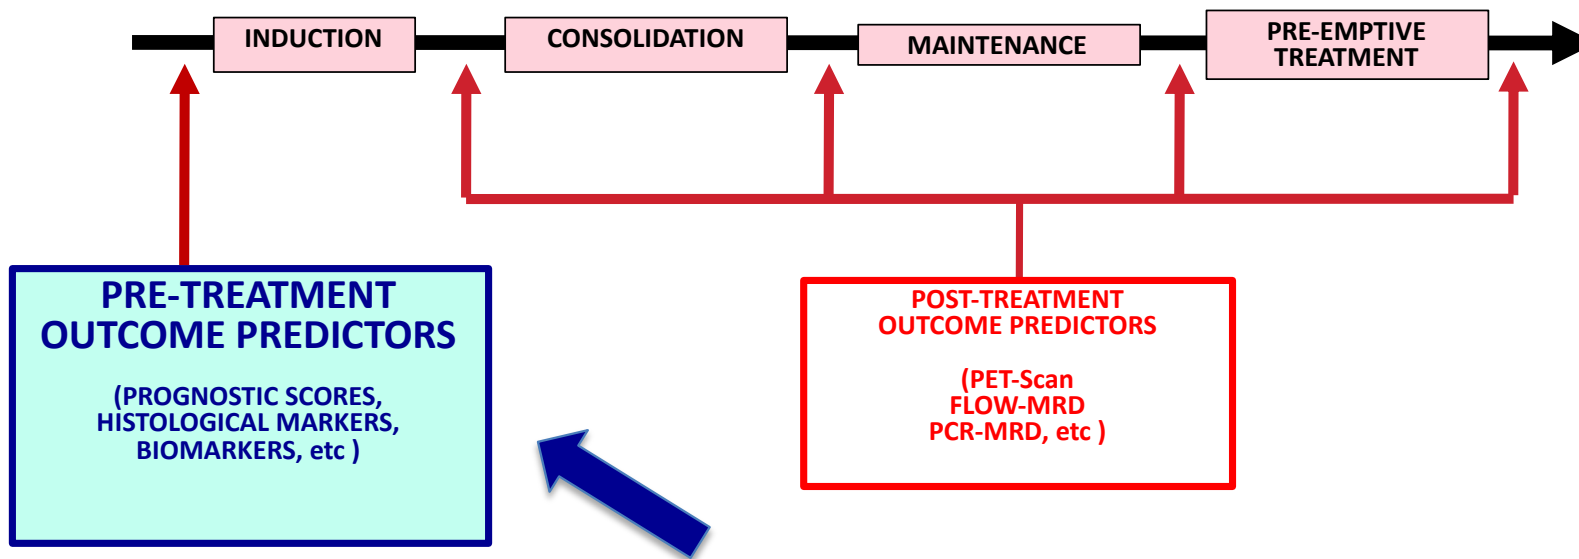 INDUCTION
CONSOLIDATION
MAINTENANCE
PRE-EMPTIVE
TREATMENT
PRE-TREATMENT
OUTCOME PREDICTORS
(PROGNOSTIC SCORES,
HISTOLOGICAL MARKERS,
BIOMARKERS, etc )
POST-TREATMENT
OUTCOME PREDICTORS
(PET-Scan
FLOW-MRD
PCR-MRD, etc )